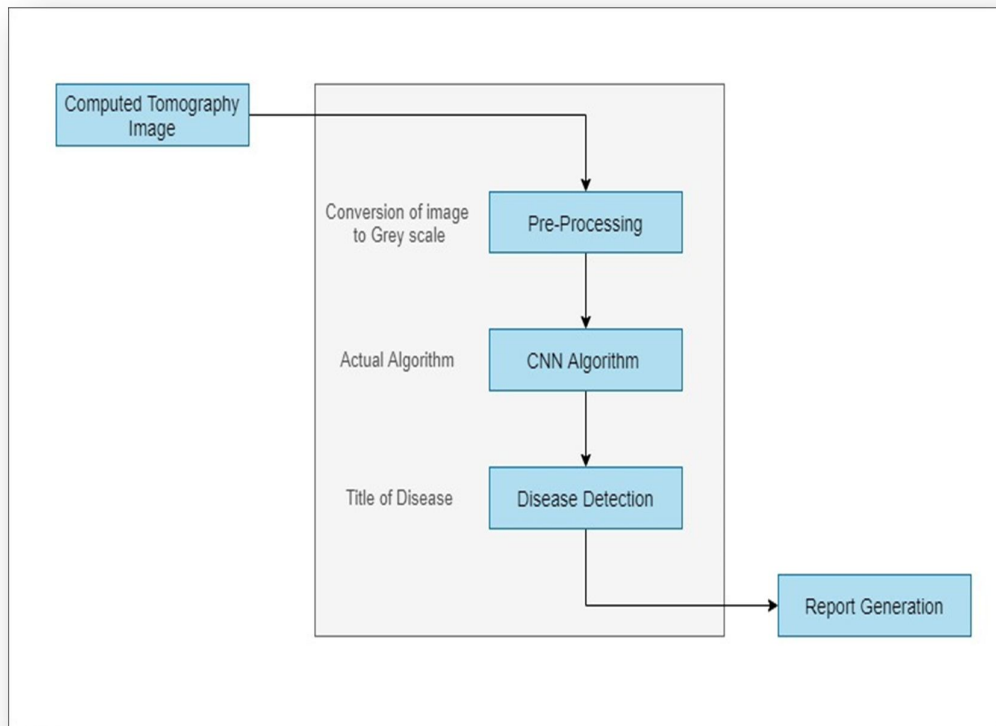 Computed Tomography
Image
Conversion of image
to Grey scale
Pre-Processing
Actual Algorithm
CNN Algorithm
Title of Disease
Disease Detection
Report Generation